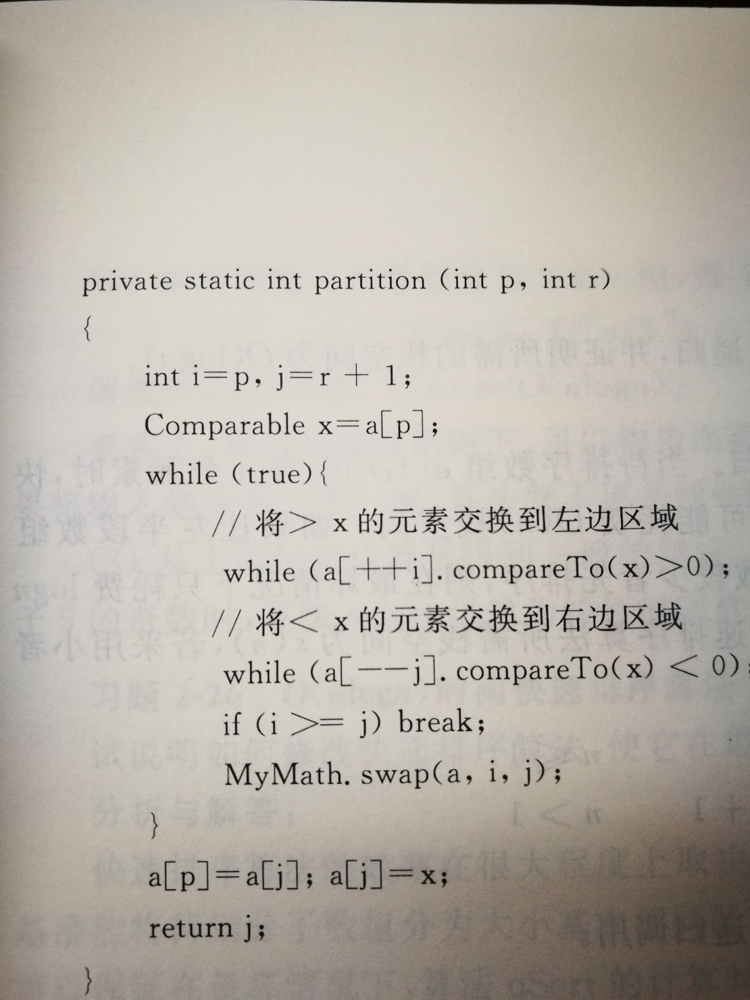 private static int partition (int p, int r)
{
int i=p, j=r + 1;
Comparable x=a[p];
while (true){
// 将> x 的元素交换到左边区域
while (a[++i]. compareTo(x)>0);
// 将< x 的元素交换到右边区域
while (a[--j]. compareTo(x) < 0);
if (i >= j) break;
MyMath. swap(a, i, j);
}
a[p]=a[j]; a[j]=x;
return j;
}